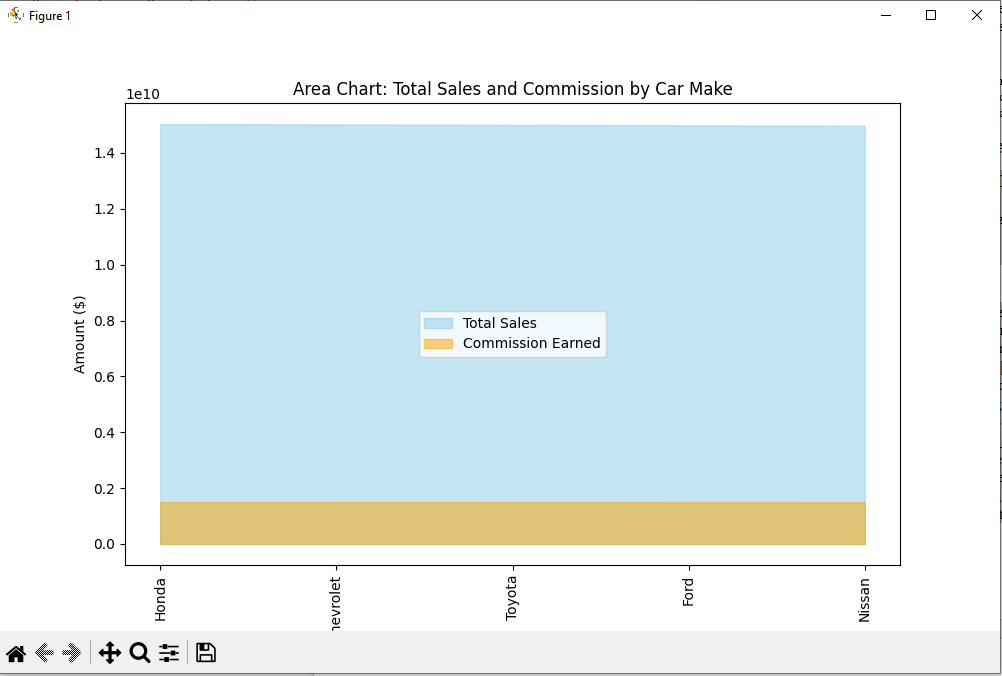 Figure 1
Area Chart: Total Sales and Commission by Car Make
1e10
1.4
1.2
1.0
0.8
0.6
0.4
0.2
0.0
Amount ($)
Total Sales
Commission Earned
Honda
hevrolet
Toyota
Ford
Nissan